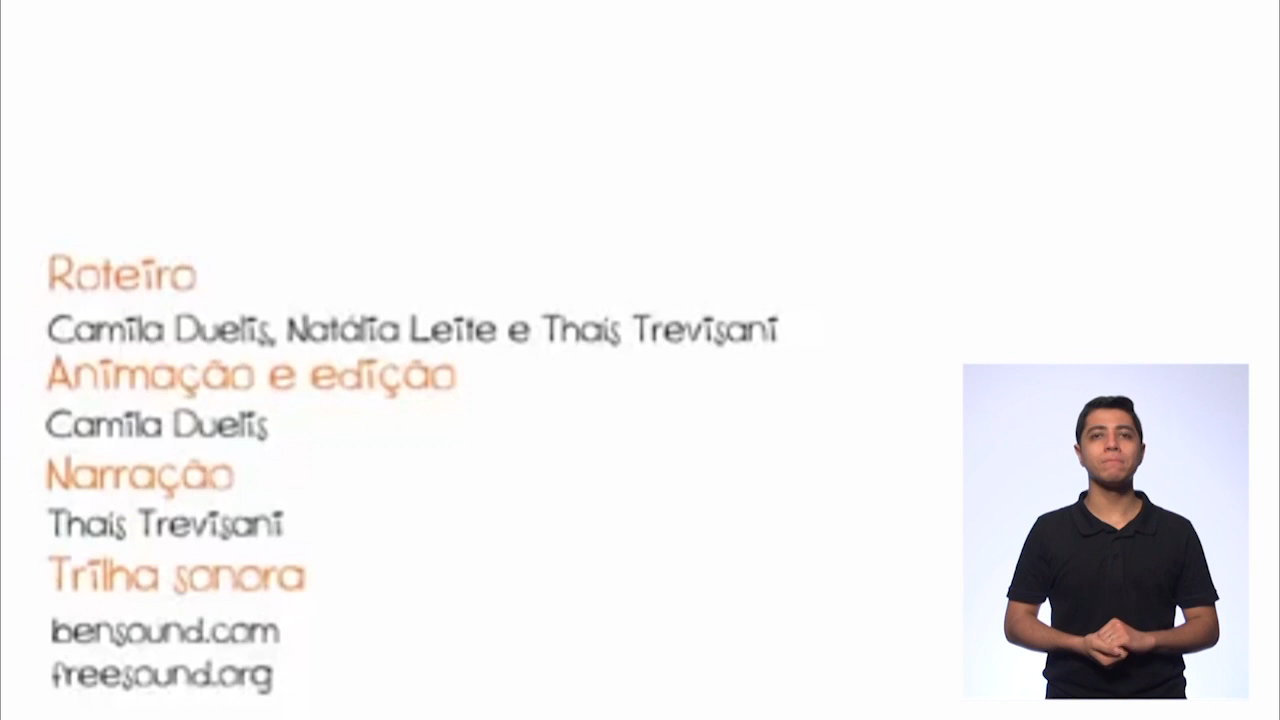 Roteiro
Camila Duelis, Natália Leite e Thais Trevisani
Animação e edição
Camila Duelis
Narração
Thais Trevisani
Trilha sonora
bensound.com
freesound.org